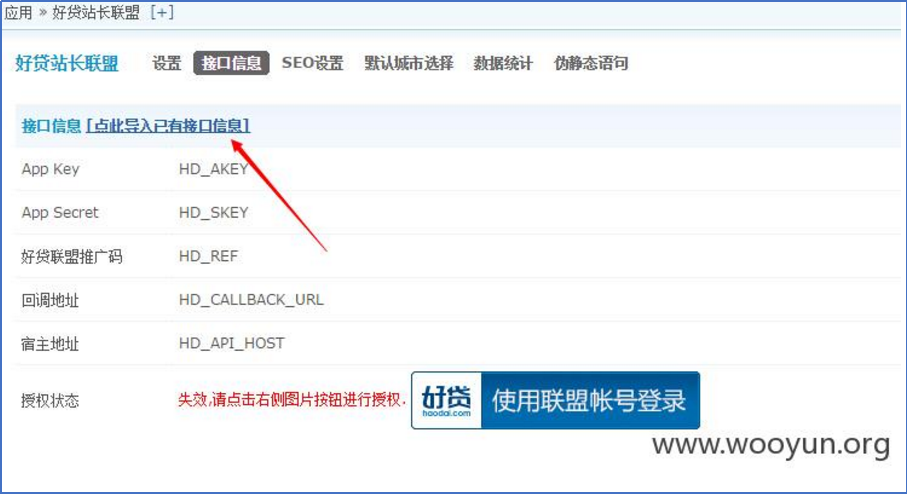 应用 » 好贷站长联盟 [+]
好贷站长联盟 设置 接口信息 SEO设置 默认城市选择 数据统计 伪静态语句
接口信息 [点此导入已有接口信息]
App Key HD_AKEY
App Secret HD_SKEY
好贷联盟推广码 HD_REF
回调地址 HD_CALLBACK_URL
宿主地址 HD_API_HOST
授权状态 失效,请点击右侧图片按钮进行授权. 好贷 haodai.com 使用联盟帐号登录
www.wooyun.org